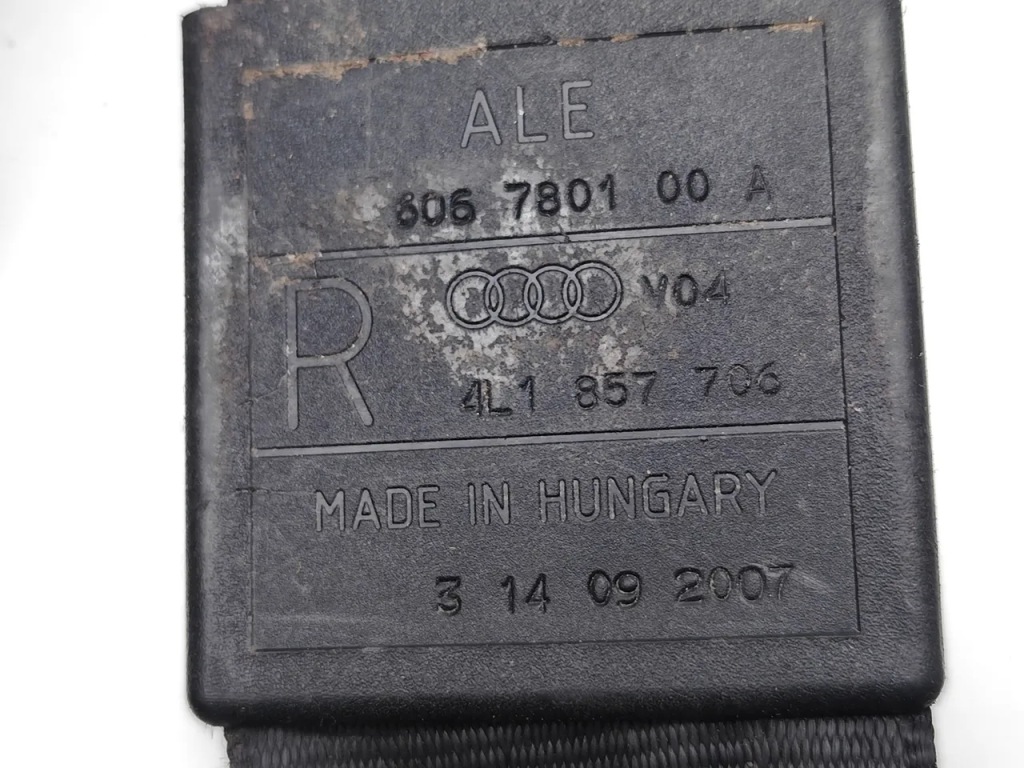 ALE
606 7801 00 A
R
V04
4L1 857 706
MADE IN HUNGARY
3 14 09 2007